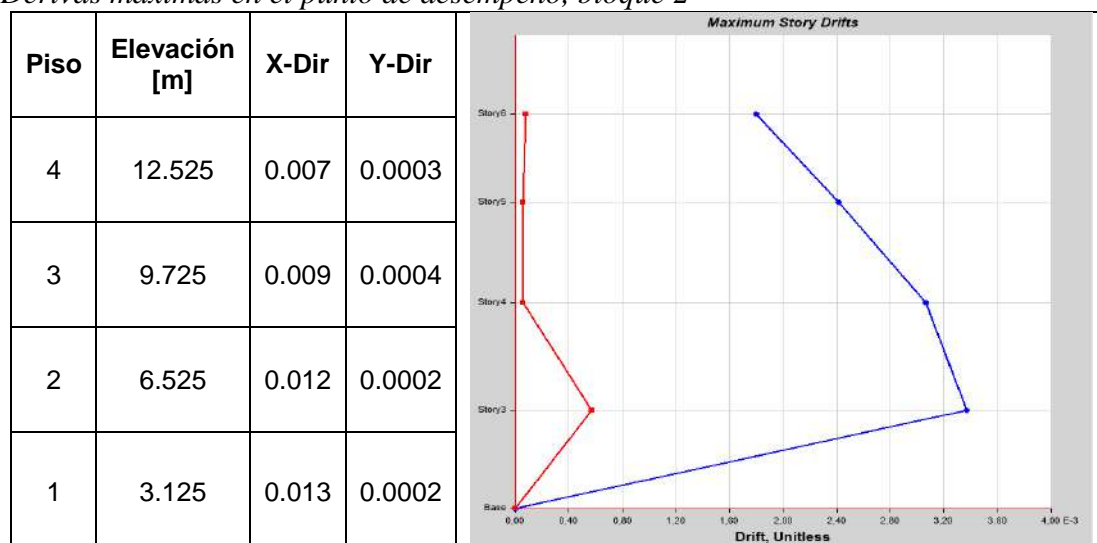 Derivas máximas en el punto de desempeño, bloque 2
Piso Elevación [m] X-Dir Y-Dir
4 12.525 0.007 0.0003
3 9.725 0.009 0.0004
2 6.525 0.012 0.0002
1 3.125 0.013 0.0002
Maximum Story Drifts
Story6
Story5
Story4
Story3
Base
0,00 0,40 0,80 1,20 1,60 2,00 2,40 2,80 3,20 3,60 4,00 E-3
Drift, Unitless